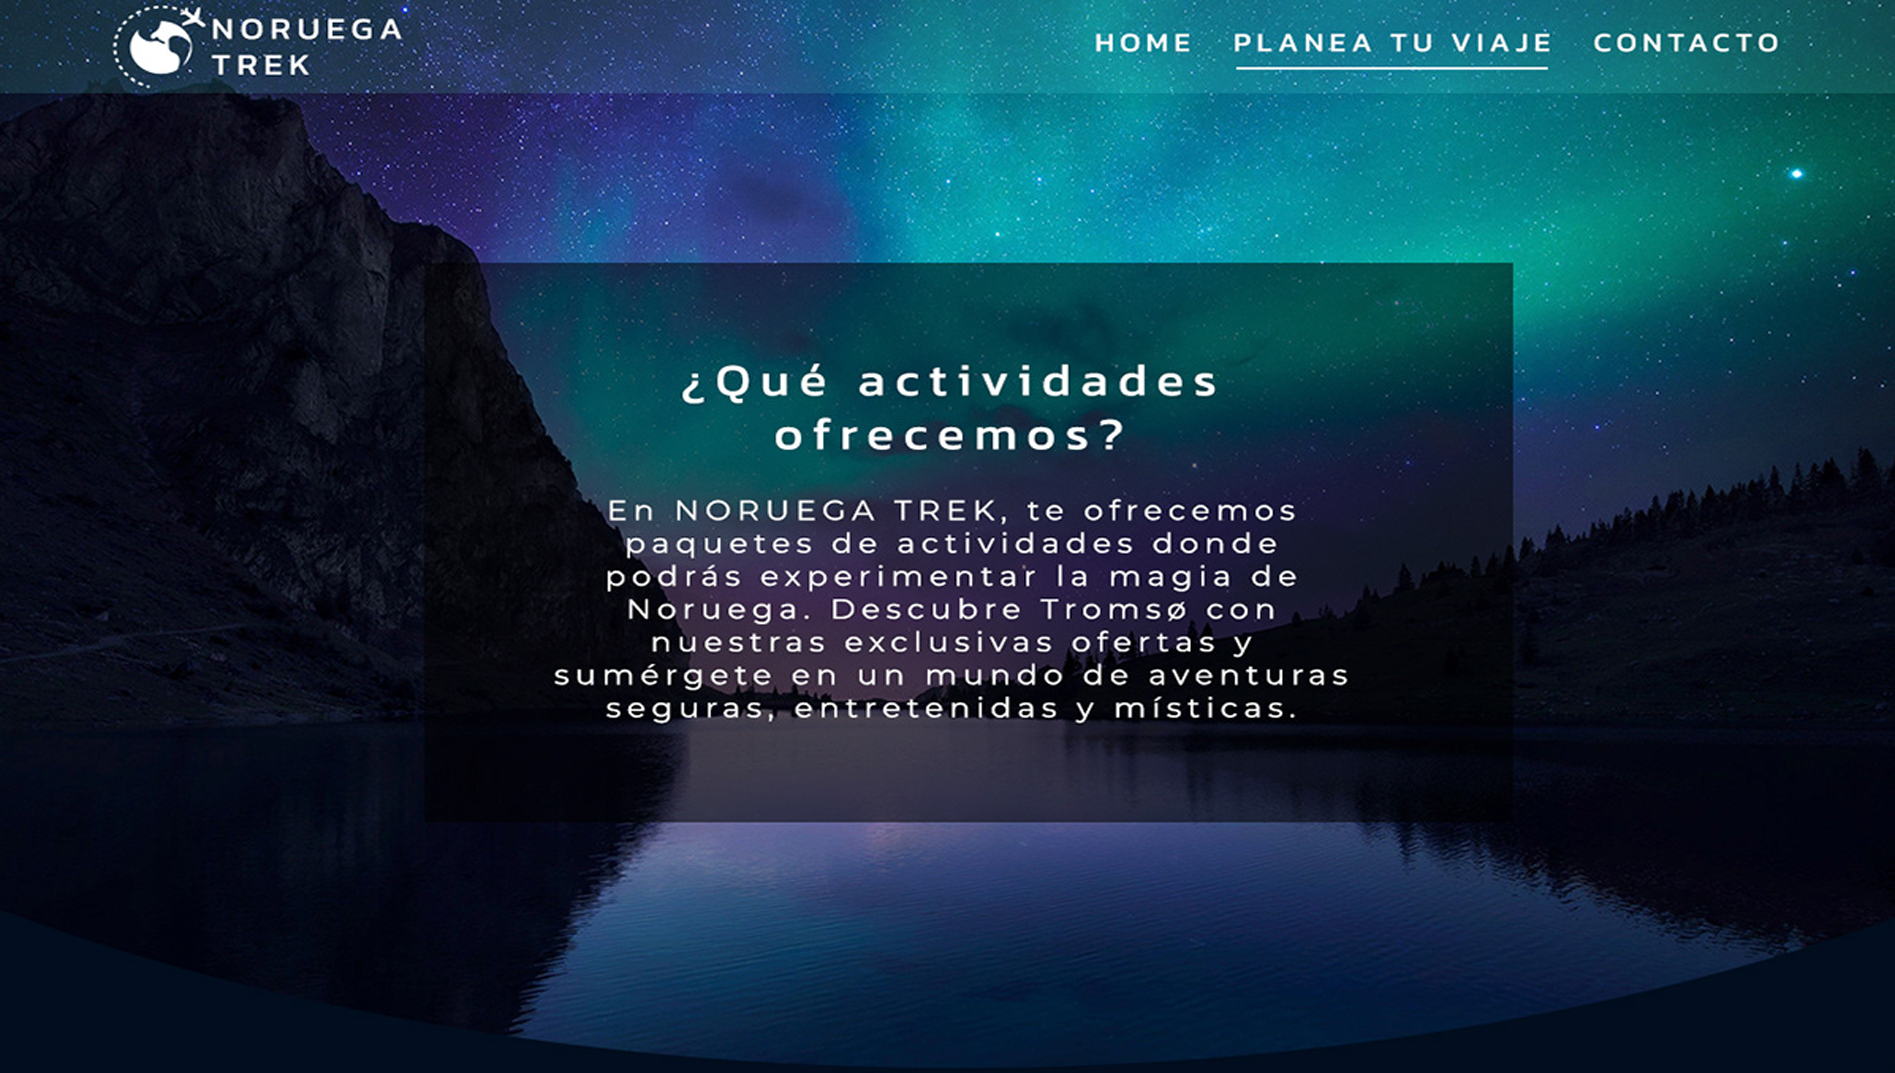 NORUEGA
TREK
HOME PLANEA TU VIAJE CONTACTO
¿Qué actividades
ofrecemos?
En NORUEGA TREK, te ofrecemos
paquetes de actividades donde
podrás experimentar la magia de
Noruega. Descubre Tromsø con
nuestras exclusivas ofertas y
sumérgete en un mundo de aventuras
seguras, entretenidas y místicas.